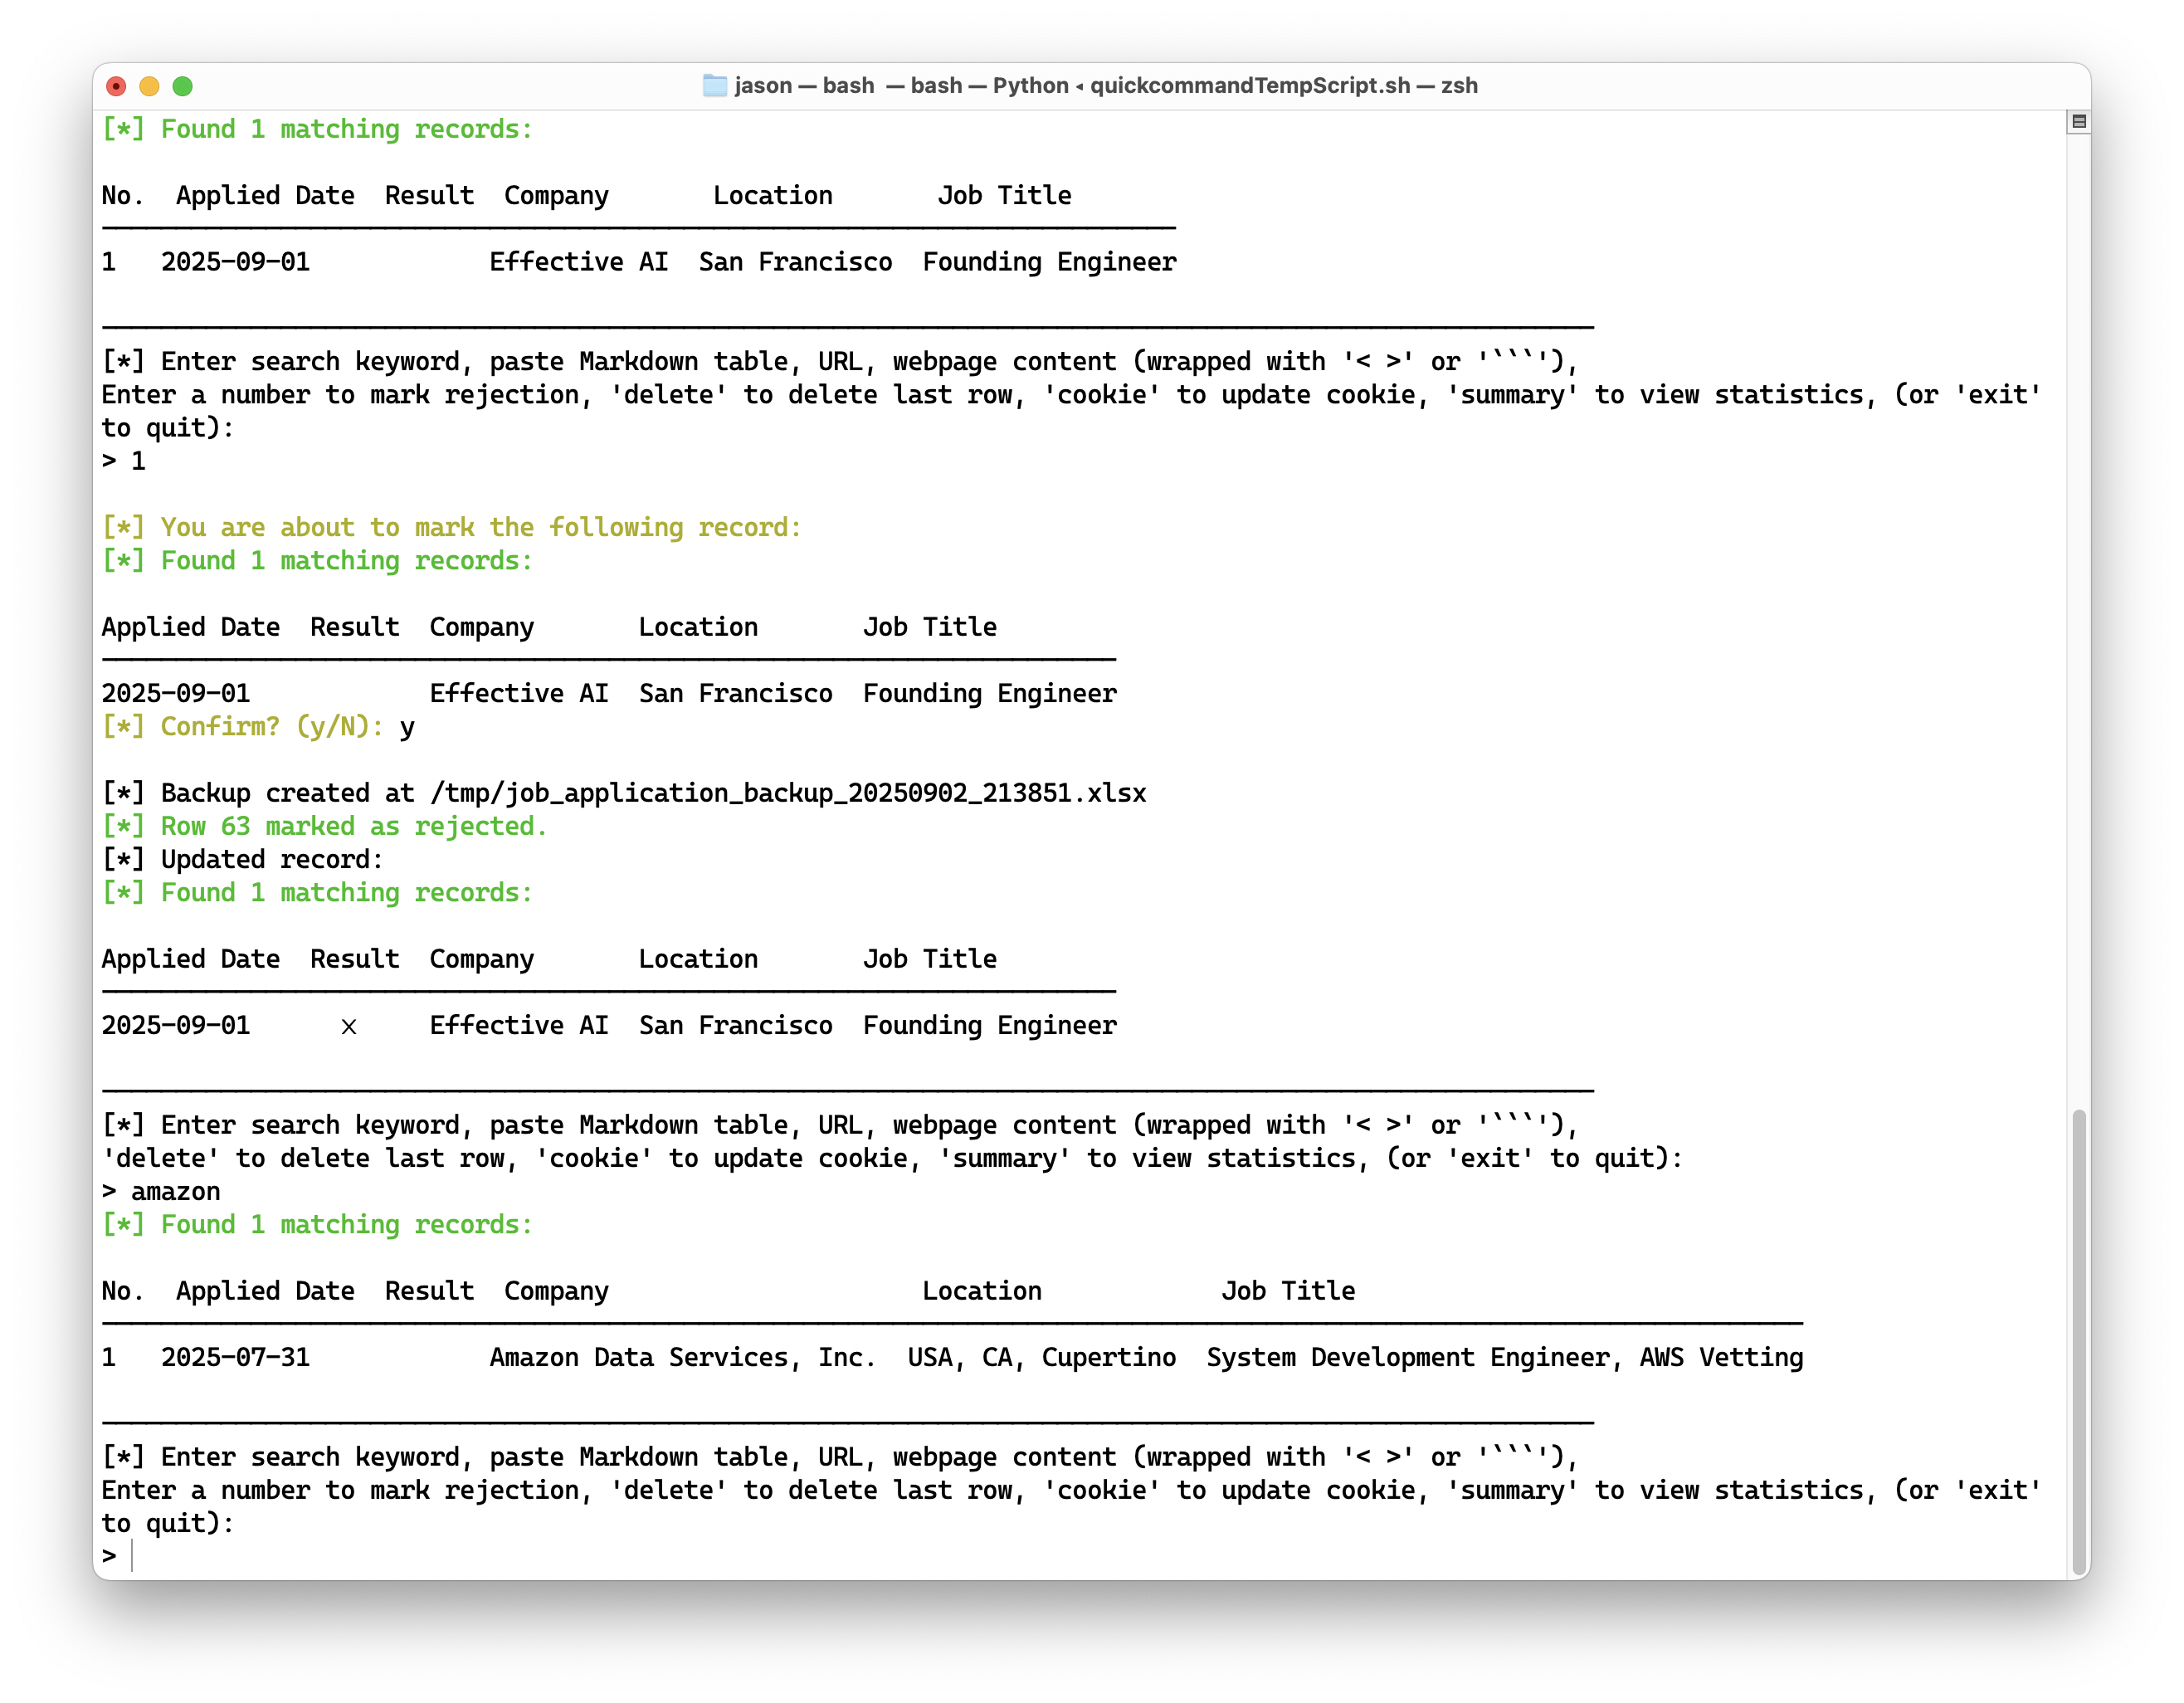 jason — bash — bash — Python ◂ quickcommandTempScript.sh — zsh
[*] Found 1 matching records:
No.  Applied Date  Result  Company       Location       Job Title
1   2025-09-01            Effective AI  San Francisco  Founding Engineer
[*] Enter search keyword, paste Markdown table, URL, webpage content (wrapped with '< >' or '```'),
Enter a number to mark rejection, 'delete' to delete last row, 'cookie' to update cookie, 'summary' to view statistics, (or 'exit'
to quit):
> 1
[*] You are about to mark the following record:
[*] Found 1 matching records:
Applied Date  Result  Company       Location       Job Title
2025-09-01            Effective AI  San Francisco  Founding Engineer
[*] Confirm? (y/N): y
[*] Backup created at /tmp/job_application_backup_20250902_213851.xlsx
[*] Row 63 marked as rejected.
[*] Updated record:
[*] Found 1 matching records:
Applied Date  Result  Company       Location       Job Title
2025-09-01      x     Effective AI  San Francisco  Founding Engineer
[*] Enter search keyword, paste Markdown table, URL, webpage content (wrapped with '< >' or '```'),
'delete' to delete last row, 'cookie' to update cookie, 'summary' to view statistics, (or 'exit' to quit):
> amazon
[*] Found 1 matching records:
No.  Applied Date  Result  Company                     Location            Job Title
1   2025-07-31            Amazon Data Services, Inc.  USA, CA, Cupertino  System Development Engineer, AWS Vetting
[*] Enter search keyword, paste Markdown table, URL, webpage content (wrapped with '< >' or '```'),
Enter a number to mark rejection, 'delete' to delete last row, 'cookie' to update cookie, 'summary' to view statistics, (or 'exit'
to quit):
>